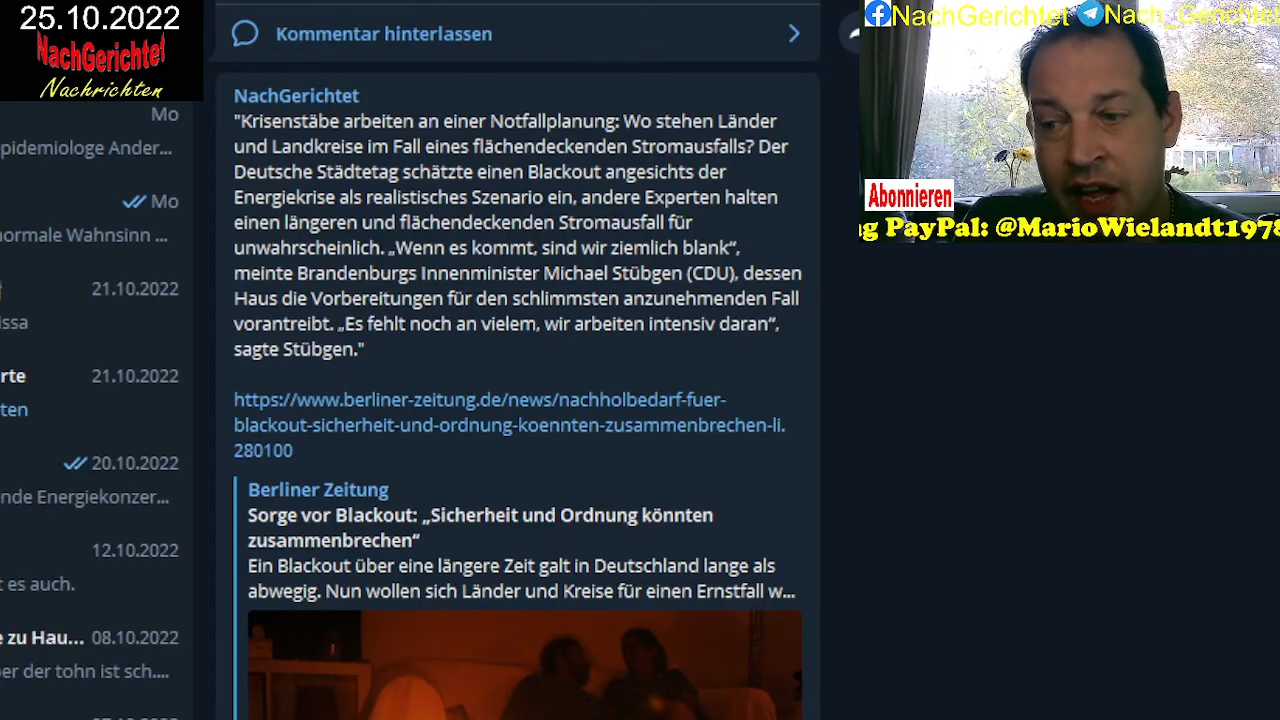 25.10.2022
NachGerichtet
Nachrichten
Mo
epidemiologe Ander...
Mo
normale Wahnsinn ...
21.10.2022
issa
rte
21.10.2022
ten
20.10.2022
ende Energiekonzer...
12.10.2022
t es auch.
e zu Hau...
08.10.2022
ber der tohn ist sch....
Kommentar hinterlassen
NachGerichtet
"Krisenstäbe arbeiten an einer Notfallplanung: Wo stehen Länder
und Landkreise im Fall eines flächendeckenden Stromausfalls? Der
Deutsche Städtetag schätzte einen Blackout angesichts der
Energiekrise als realistisches Szenario ein, andere Experten halten
einen längeren und flächendeckenden Stromausfall für
unwahrscheinlich. „Wenn es kommt, sind wir ziemlich blank“,
meinte Brandenburgs Innenminister Michael Stübgen (CDU), dessen
Haus die Vorbereitungen für den schlimmsten anzunehmenden Fall
vorantreibt. „Es fehlt noch an vielem, wir arbeiten intensiv daran“,
sagte Stübgen."
https://www.berliner-zeitung.de/news/nachholbedarf-fuer-
blackout-sicherheit-und-ordnung-koennten-zusammenbrechen-li.
280100
Berliner Zeitung
Sorge vor Blackout: „Sicherheit und Ordnung könnten
zusammenbrechen“
Ein Blackout über eine längere Zeit galt in Deutschland lange als
abwegig. Nun wollen sich Länder und Kreise für einen Ernstfall w...
NachGerichtet
Nach_Gerichtet
Abonnieren
ng PayPal: @MarioWielandt1978